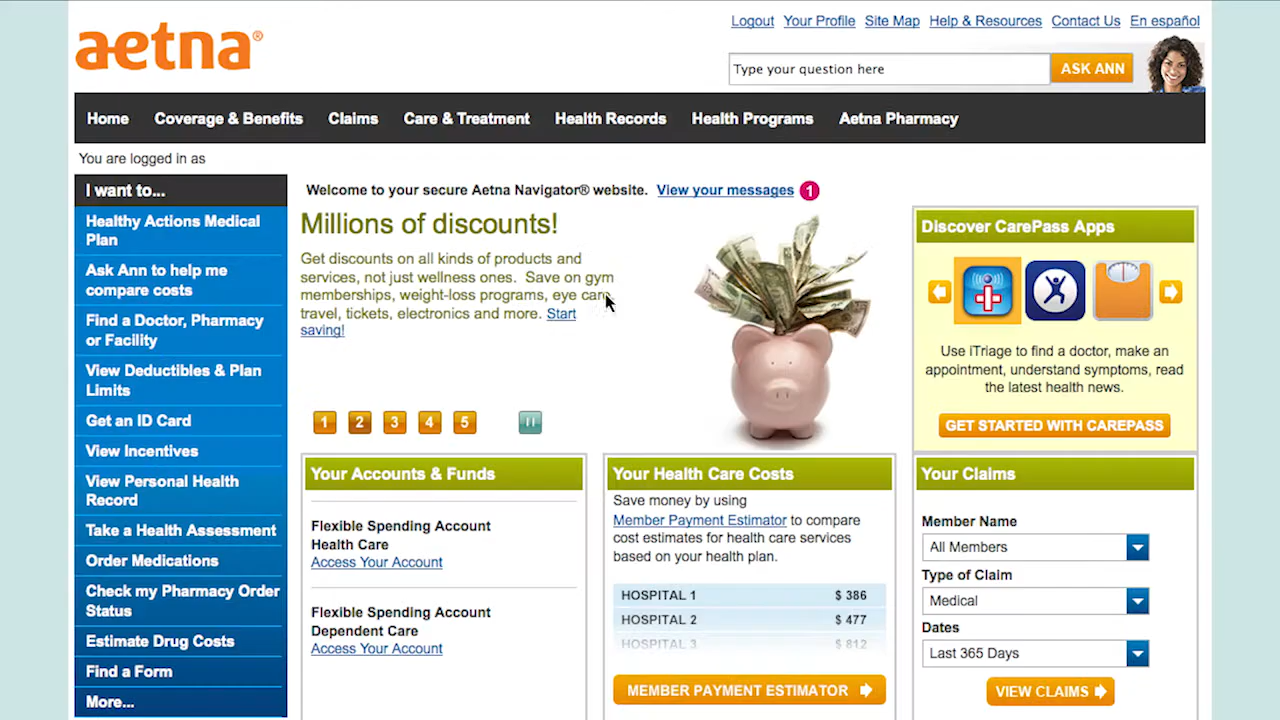 aetna®
Logout Your Profile Site Map Help & Resources Contact Us En español
Type your question here
ASK ANN
Home Coverage & Benefits Claims Care & Treatment Health Records Health Programs Aetna Pharmacy
You are logged in as
I want to...
Healthy Actions Medical
Plan
Ask Ann to help me
compare costs
Find a Doctor, Pharmacy
or Facility
View Deductibles & Plan
Limits
Get an ID Card
View Incentives
View Personal Health
Record
Take a Health Assessment
Order Medications
Check my Pharmacy Order
Status
Estimate Drug Costs
Find a Form
More...
Welcome to your secure Aetna Navigator® website. View your messages 1
Millions of discounts!
Get discounts on all kinds of products and
services, not just wellness ones. Save on gym
memberships, weight-loss programs, eye care,
travel, tickets, electronics and more. Start
saving!
1 2 3 4 5
Discover CarePass Apps
Use iTriage to find a doctor, make an
appointment, understand symptoms, read
the latest health news.
GET STARTED WITH CAREPASS
Your Accounts & Funds
Flexible Spending Account
Health Care
Access Your Account
Flexible Spending Account
Dependent Care
Access Your Account
Your Health Care Costs
Save money by using
Member Payment Estimator to compare
cost estimates for health care services
based on your health plan.
HOSPITAL 1 $ 386
HOSPITAL 2 $ 477
HOSPITAL 3 $ 812
MEMBER PAYMENT ESTIMATOR
Your Claims
Member Name
All Members
Type of Claim
Medical
Dates
Last 365 Days
VIEW CLAIMS